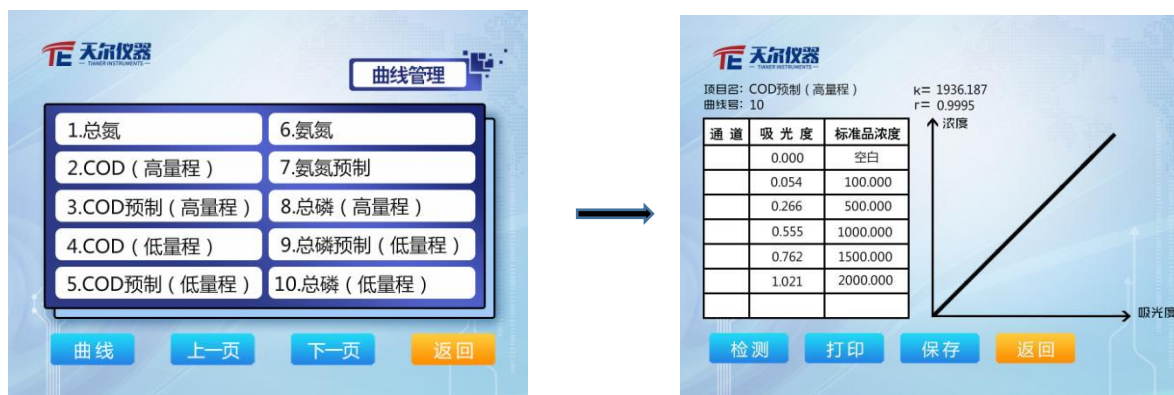 TE 天尔仪器
TIANER INSTRUMENTS
曲线管理
1.总氮
6.氨氮
2.COD（高量程）
7.氨氮预制
3.COD预制（高量程）
8.总磷（高量程）
4.COD（低量程）
9.总磷预制（低量程）
5.COD预制（低量程）
10.总磷（低量程）
曲线 上一页 下一页 返回
TE 天尔仪器
TIANER INSTRUMENTS
项目名：COD预制（高量程） κ= 1936.187
曲线号：10 r= 0.9995
通道 吸光度 标准品浓度
0.000 空白
0.054 100.000
0.266 500.000
0.555 1000.000
0.762 1500.000
1.021 2000.000
浓度
吸光度
检测 打印 保存 返回